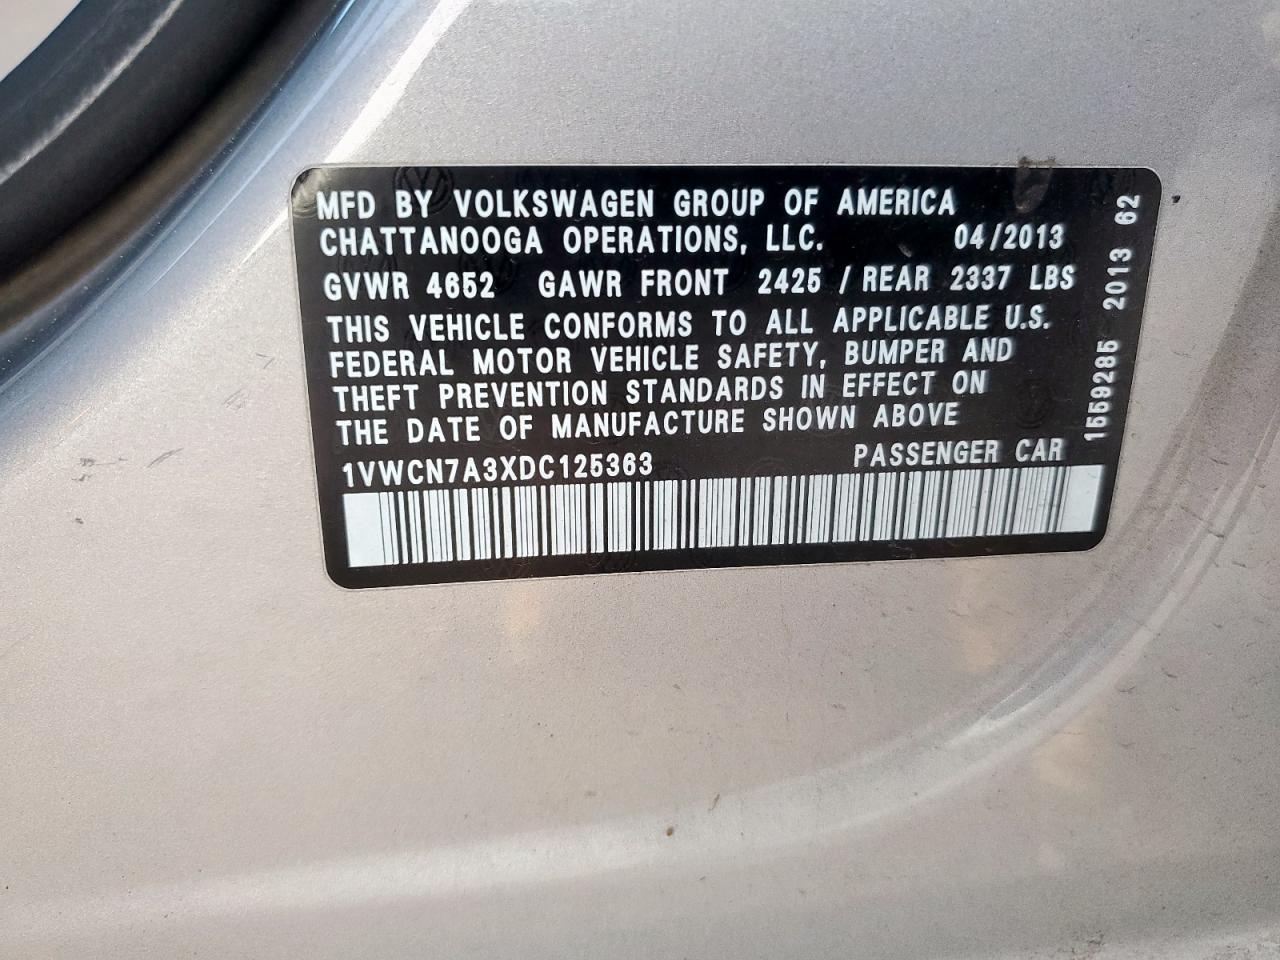 MFD BY VOLKSWAGEN GROUP OF AMERICA
CHATTANOOGA OPERATIONS, LLC. 04/2013
GVWR 4652 GAWR FRONT 2425 / REAR 2337 LBS
THIS VEHICLE CONFORMS TO ALL APPLICABLE U.S.
FEDERAL MOTOR VEHICLE SAFETY, BUMPER AND
THEFT PREVENTION STANDARDS IN EFFECT ON
THE DATE OF MANUFACTURE SHOWN ABOVE
1VWCN7A3XDC125363 PASSENGER CAR
1559285 2013 62